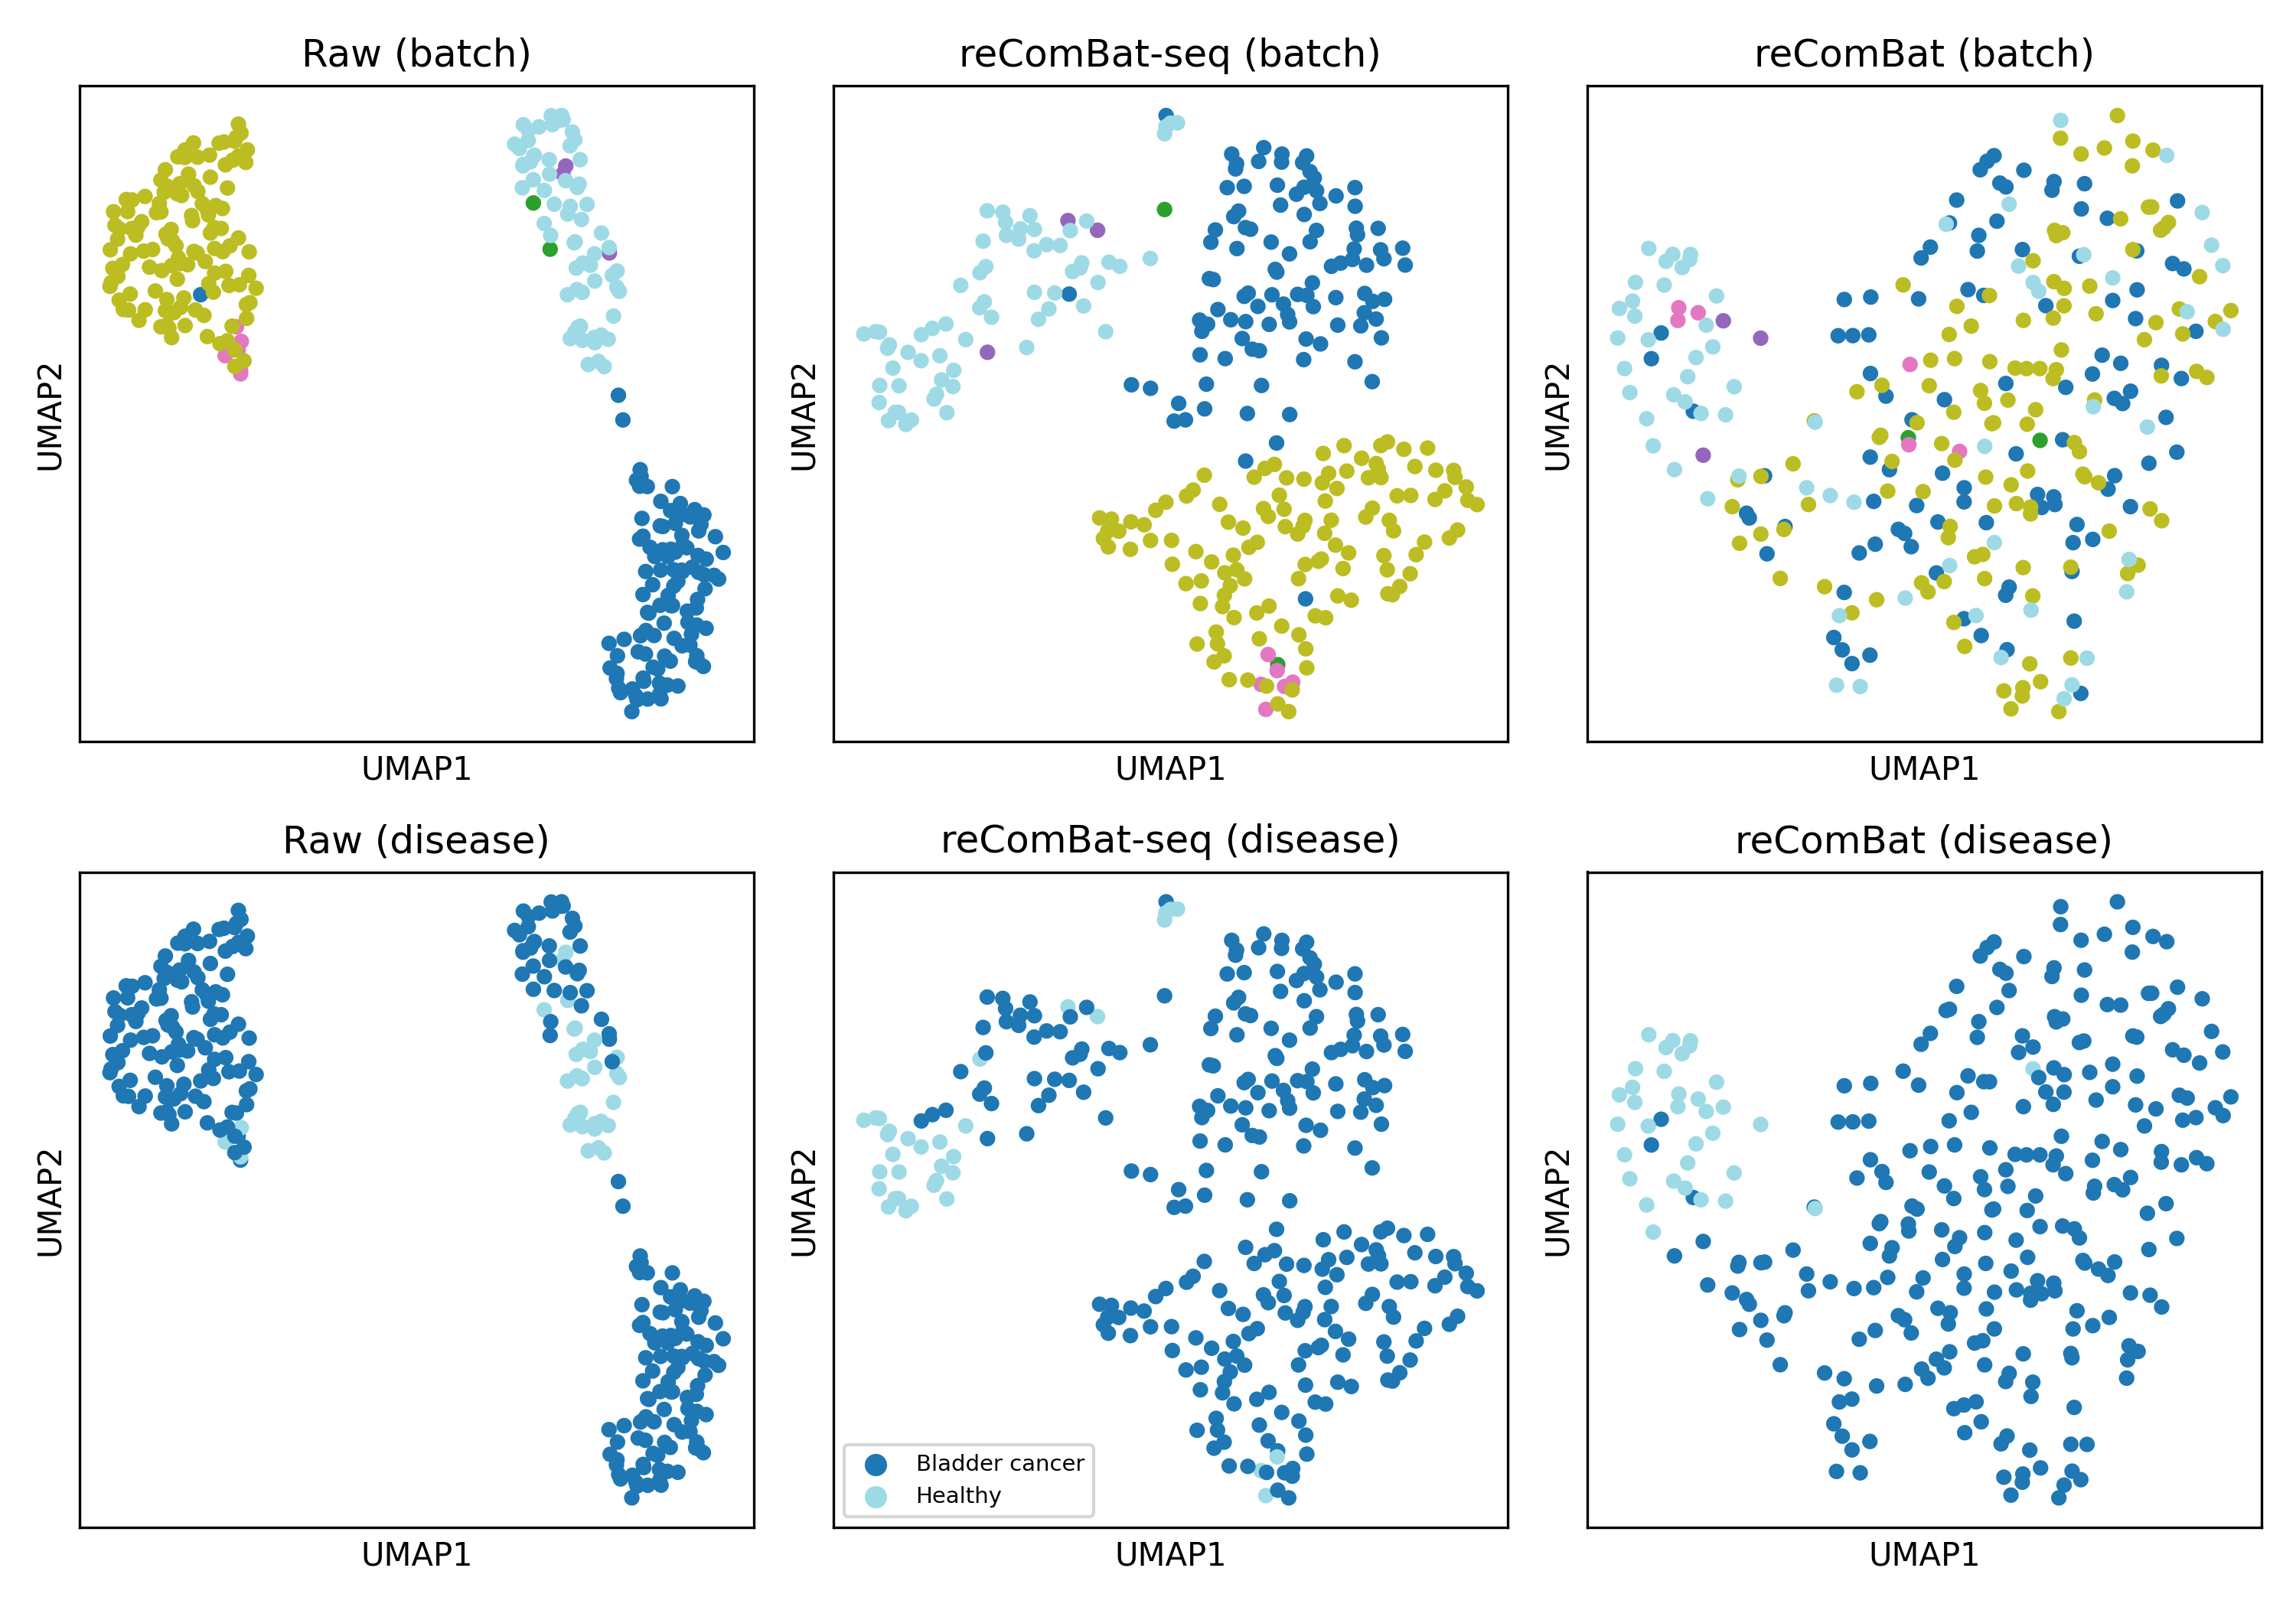 Raw (batch)
reComBat-seq (batch)
reComBat (batch)
UMAP2
UMAP1
UMAP2
UMAP1
UMAP2
UMAP1
Raw (disease)
reComBat-seq (disease)
reComBat (disease)
UMAP2
UMAP1
UMAP2
Bladder cancer
Healthy
UMAP1
UMAP2
UMAP1